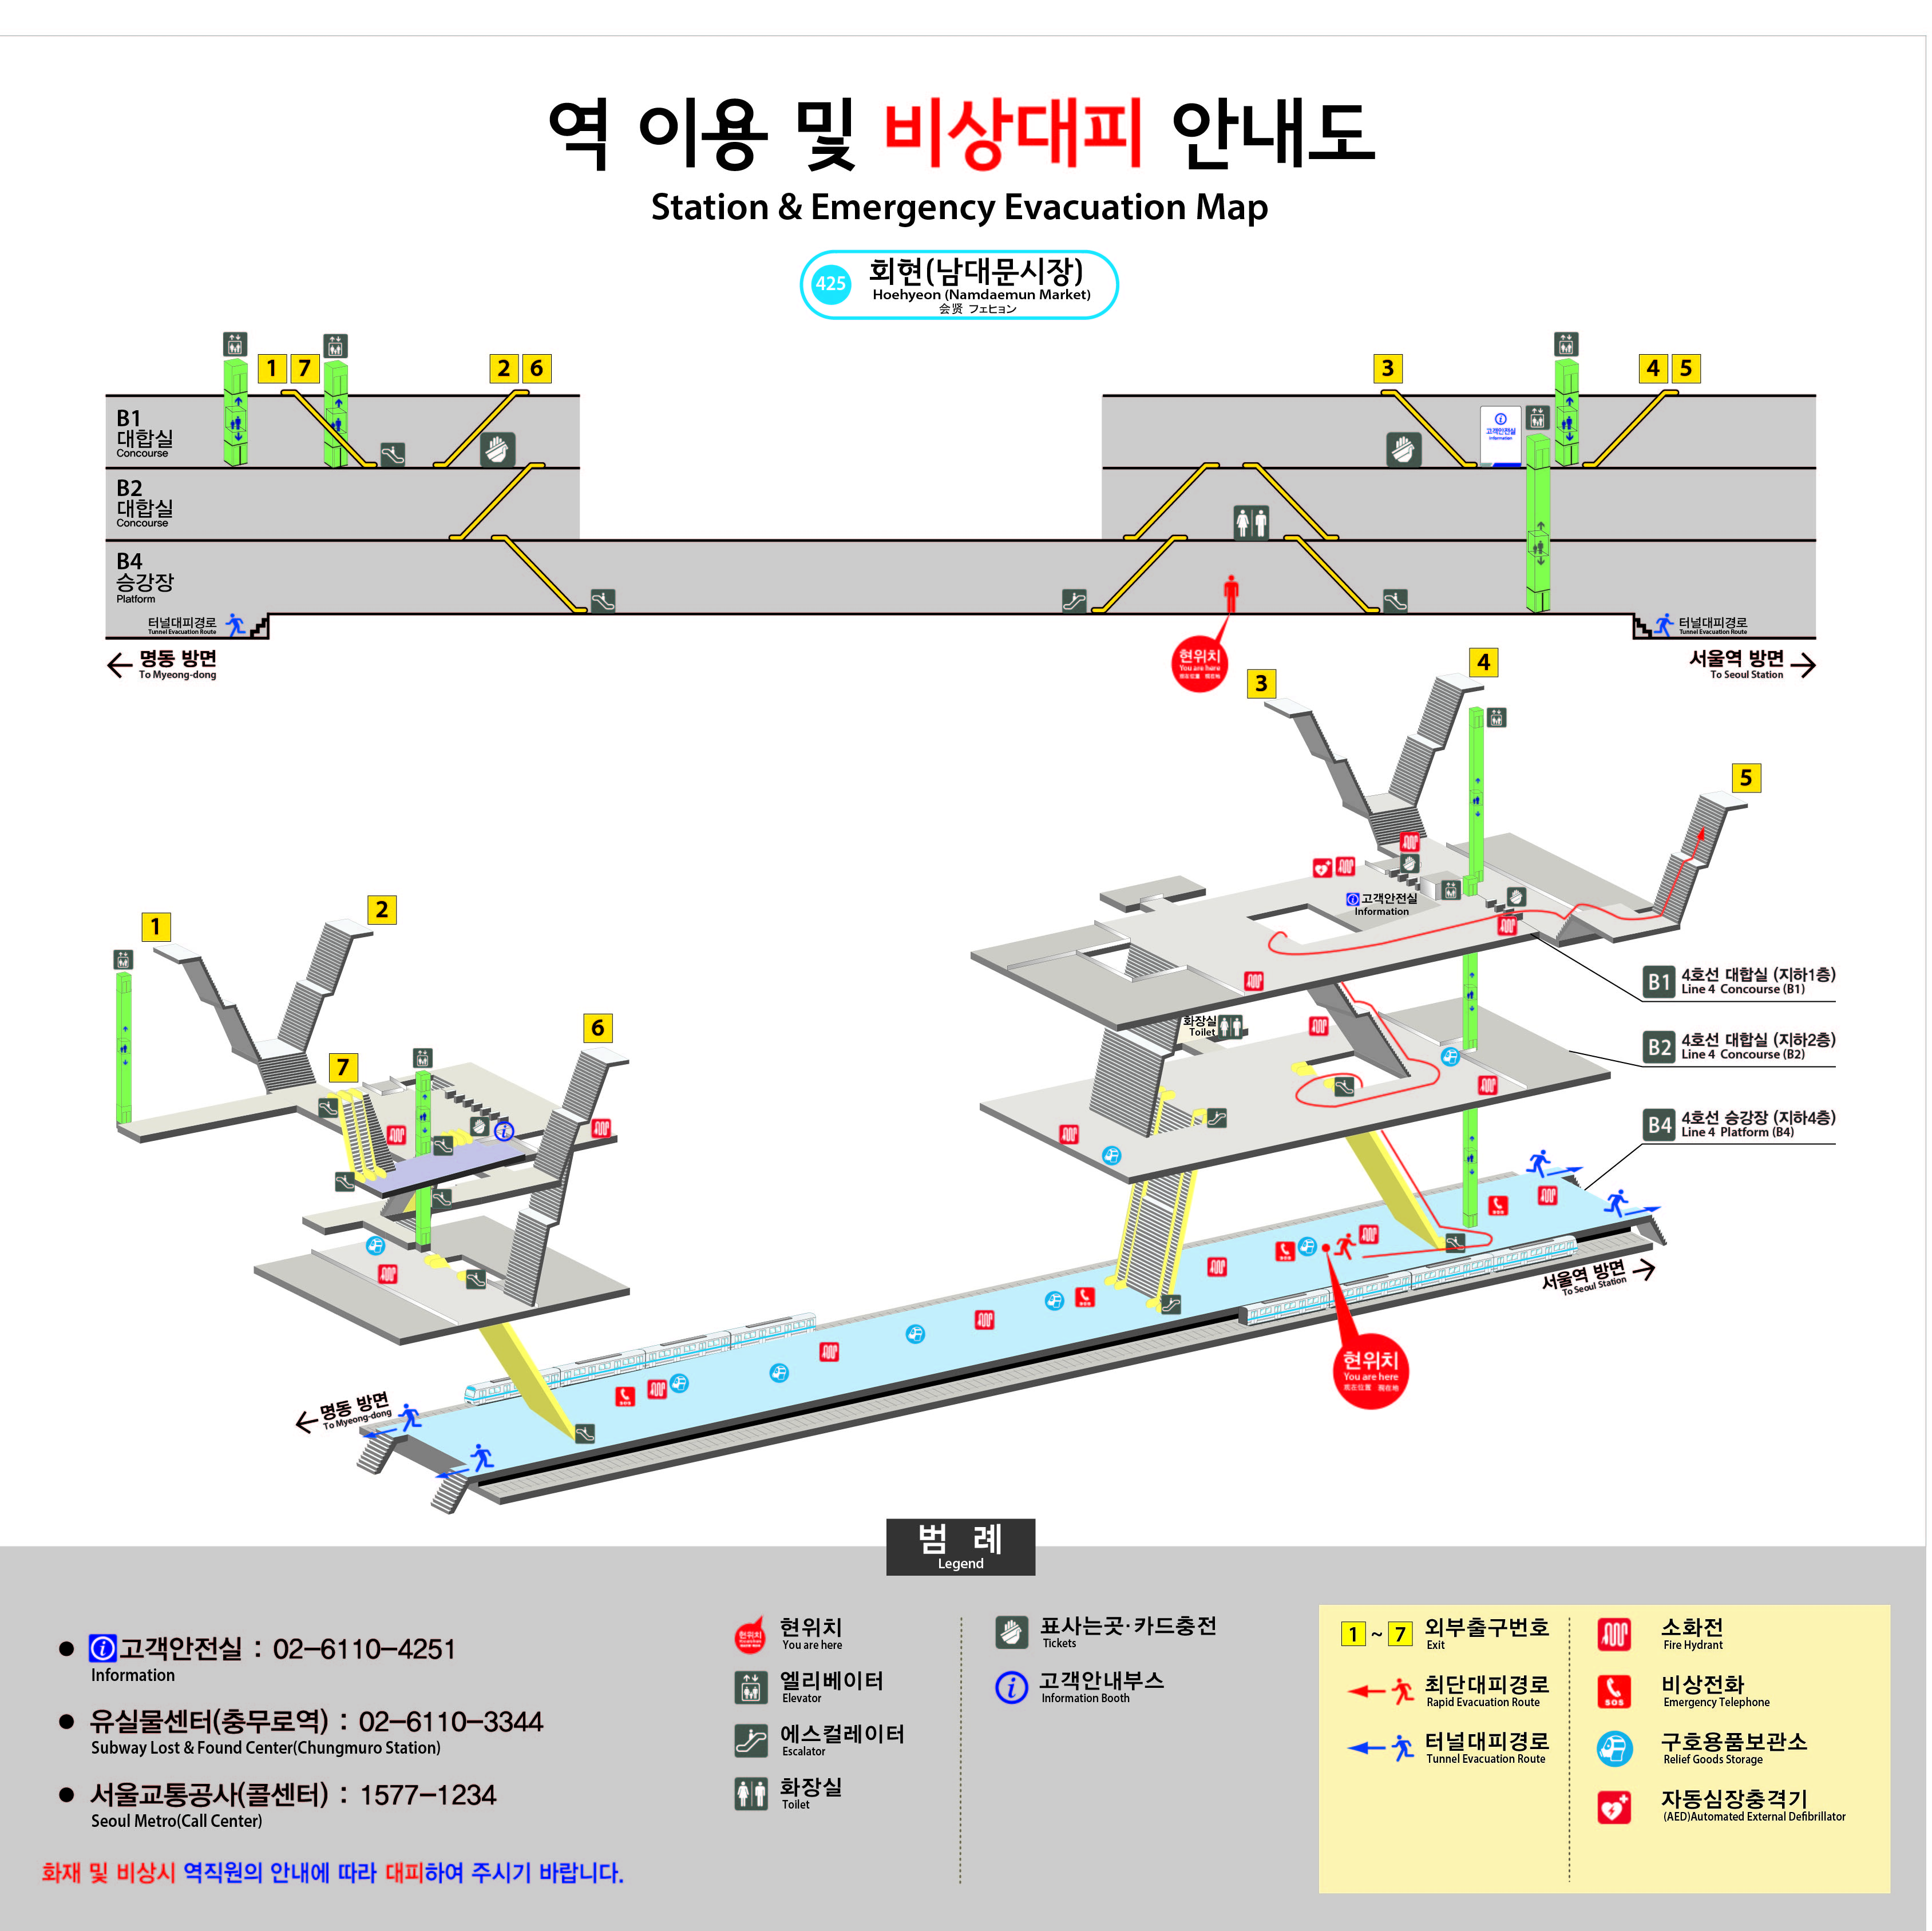 역 이용 및 비상대피 안내도
Station & Emergency Evacuation Map
425
회현(남대문시장)
Hoehyeon (Namdaemun Market)
会贤 フェヒョン
1 7
2 6
3
4 5
B1
대합실
Concourse
고객안전실
Information
B2
대합실
Concourse
B4
승강장
Platform
터널대피경로
Tunnel Evacuation Route
터널대피경로
Tunnel Evacuation Route
명동 방면
To Myeong-dong
현위치
You are here
서울역 방면
To Seoul Station
3
4
5
1
2
6
7
고객안전실
Information
화장실
Toilet
B1
4호선 대합실 (지하1층)
Line 4 Concourse (B1)
B2
4호선 대합실 (지하2층)
Line 4 Concourse (B2)
B4
4호선 승강장 (지하4층)
Line 4 Platform (B4)
서울역 방면
To Seoul Station
현위치
You are here
现在位置 現在地
명동 방면
To Myeong-dong
범 례
Legend
고객안전실 : 02-6110-4251
Information
유실물센터(충무로역) : 02-6110-3344
Subway Lost & Found Center(Chungmuro Station)
서울교통공사(콜센터) : 1577-1234
Seoul Metro(Call Center)
화재 및 비상시 역직원의 안내에 따라 대피하여 주시기 바랍니다.
현위치
현위치
You are here
엘리베이터
Elevator
에스컬레이터
Escalator
화장실
Toilet
표사는곳·카드충전
Tickets
고객안내부스
Information Booth
1 ~ 7
외부출구번호
Exit
최단대피경로
Rapid Evacuation Route
터널대피경로
Tunnel Evacuation Route
소화전
Fire Hydrant
SOS
비상전화
Emergency Telephone
구호용품보관소
Relief Goods Storage
자동심장충격기
(AED)Automated External Defibrillator